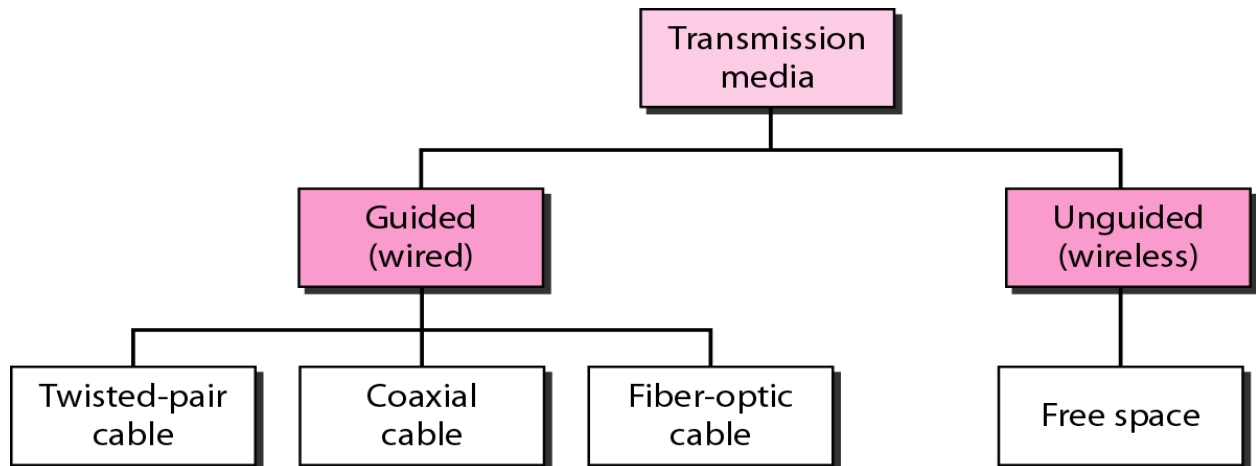 Transmission
media
Guided
(wired)
Unguided
(wireless)
Twisted-pair
cable
Coaxial
cable
Fiber-optic
cable
Free space